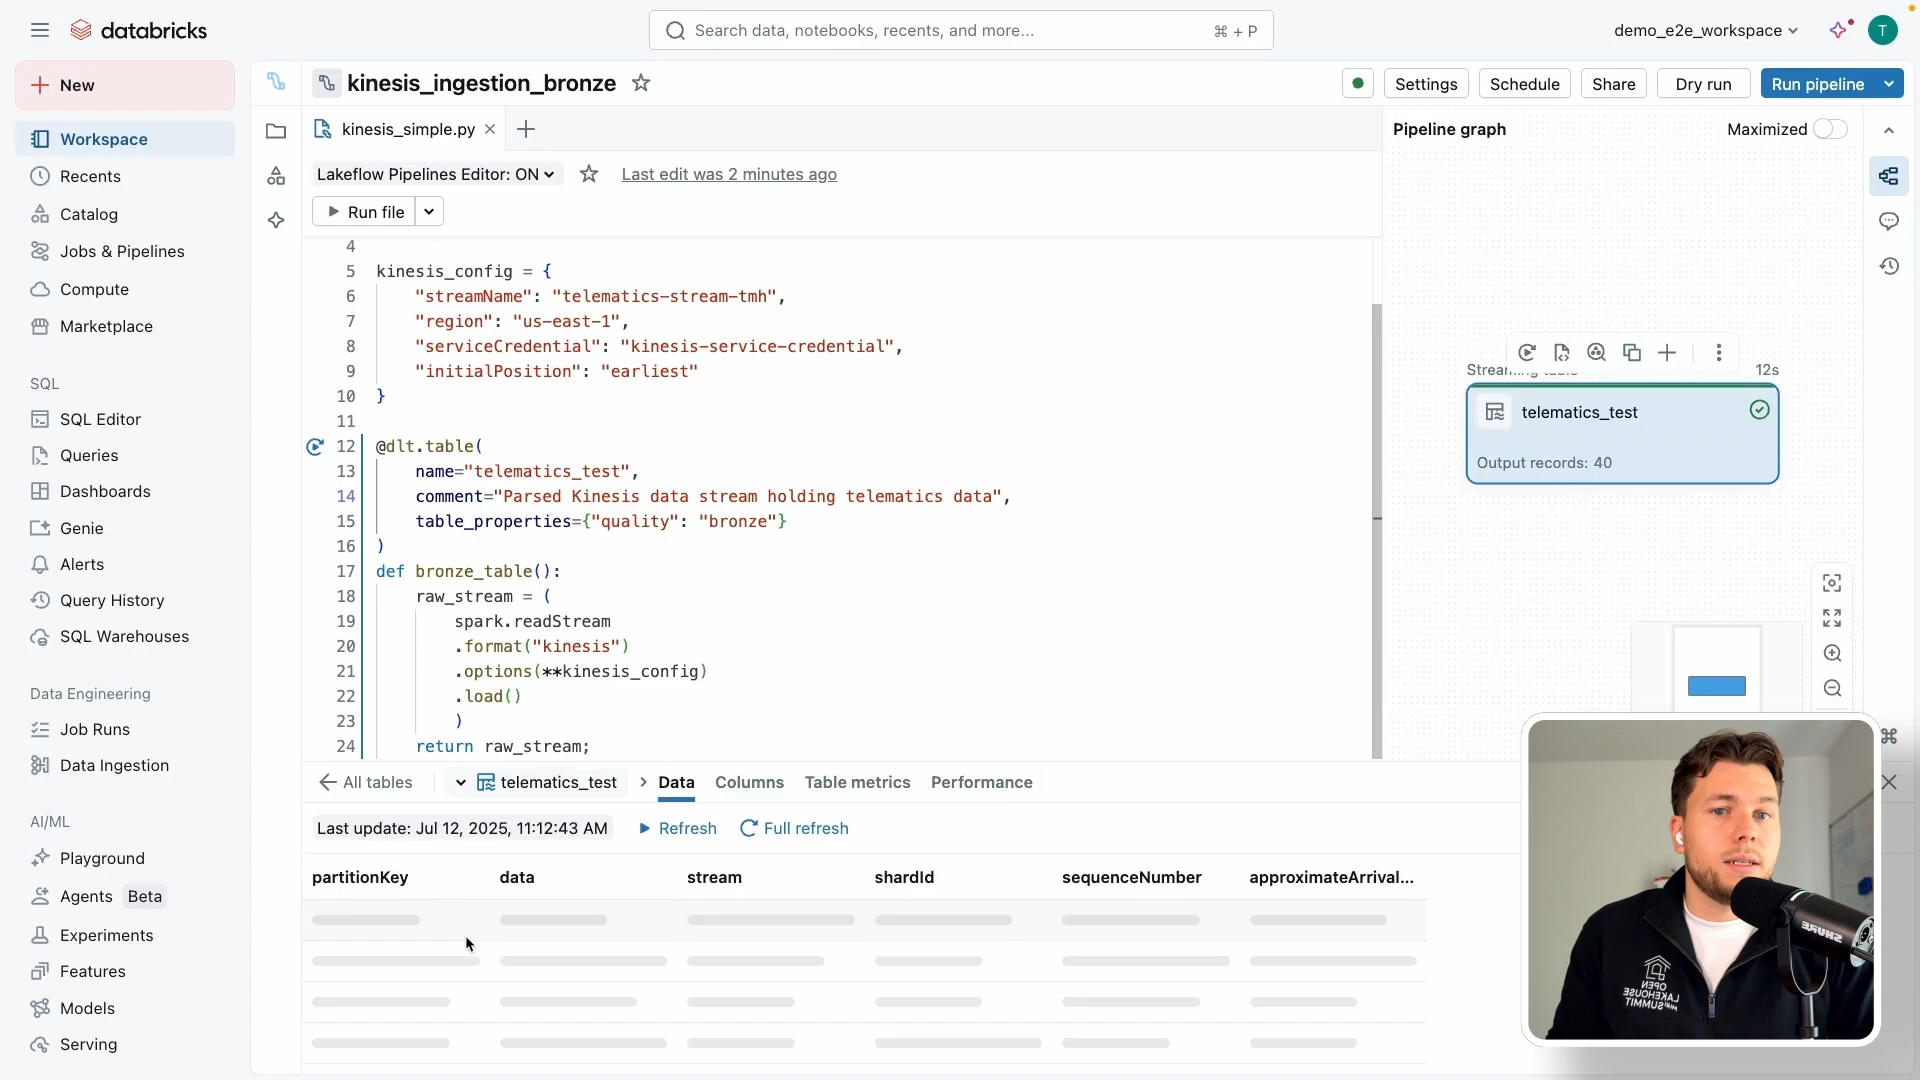 databricks
Search data, notebooks, recents, and more...
⌘ + P
demo_e2e_workspace
T
New
Workspace
Recents
Catalog
Jobs & Pipelines
Compute
Marketplace
SQL
SQL Editor
Queries
Dashboards
Genie
Alerts
Query History
SQL Warehouses
Data Engineering
Job Runs
Data Ingestion
AI/ML
Playground
Agents Beta
Experiments
Features
Models
Serving
kinesis_ingestion_bronze
Settings
Schedule
Share
Dry run
Run pipeline
kinesis_simple.py
Lakeflow Pipelines Editor: ON
Last edit was 2 minutes ago
Run file
4
5 kinesis_config = {
6 "streamName": "telematics-stream-tmh",
7 "region": "us-east-1",
8 "serviceCredential": "kinesis-service-credential",
9 "initialPosition": "earliest"
10 }
11
12 @dlt.table(
13 name="telematics_test",
14 comment="Parsed Kinesis data stream holding telematics data",
15 table_properties={"quality": "bronze"}
16 )
17 def bronze_table():
18 raw_stream = (
19 spark.readStream
20 .format("kinesis")
21 .options(**kinesis_config)
22 .load()
23 )
24 return raw_stream;
Pipeline graph
Maximized
Streaming table
12s
telematics_test
Output records: 40
All tables
telematics_test
Data
Columns
Table metrics
Performance
Last update: Jul 12, 2025, 11:12:43 AM
Refresh
Full refresh
partitionKey
data
stream
shardId
sequenceNumber
approximateArrival...
SHURE
OPEN
LAKEHOUSE
SUMMIT